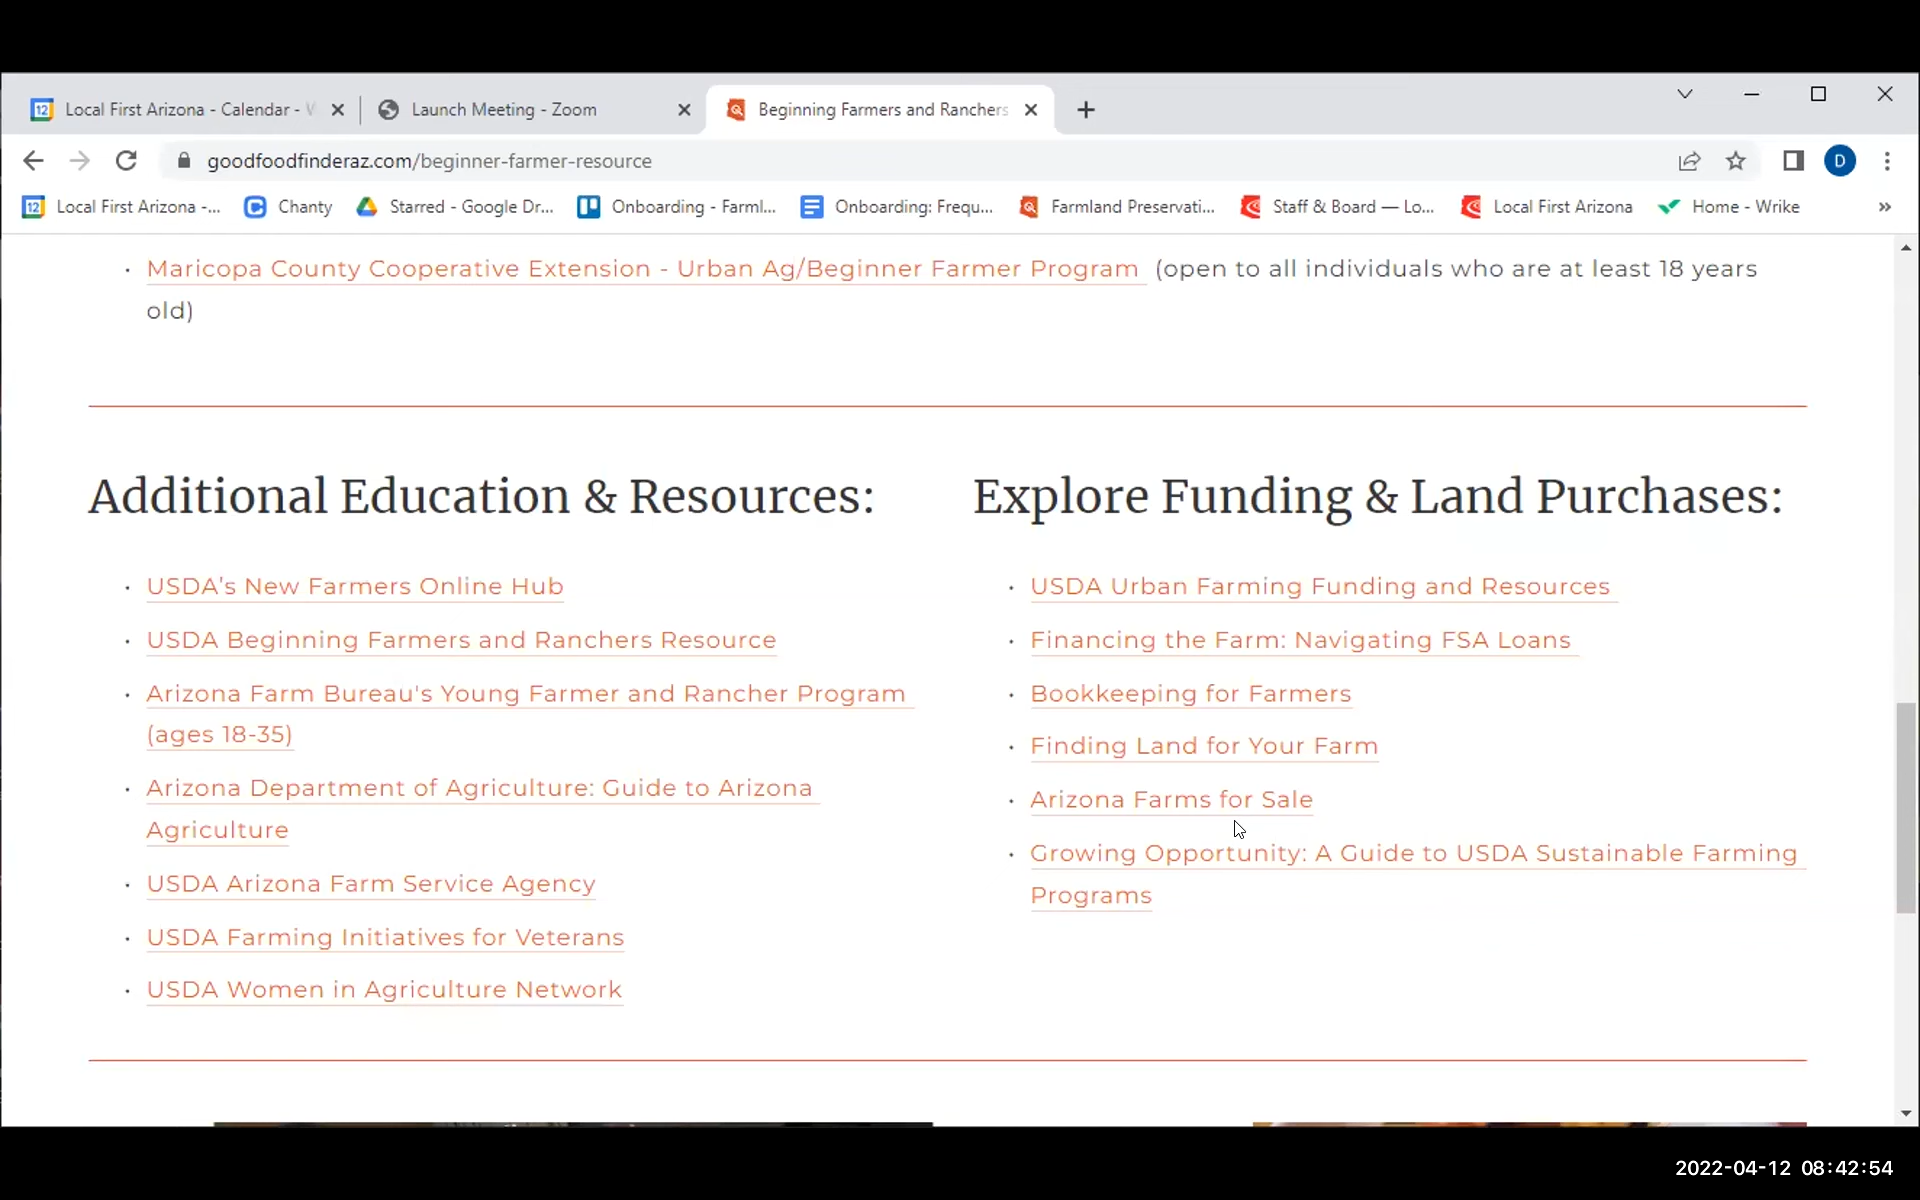 Local First Arizona - Calendar -
Launch Meeting - Zoom
Beginning Farmers and Ranchers
goodfoodfinderaz.com/beginner-farmer-resource
D
12 Local First Arizona -...
Chanty
Starred - Google Dr...
Onboarding - Farml...
Onboarding: Frequ...
Farmland Preservati...
Staff & Board — Lo...
Local First Arizona
Home - Wrike
»
• Maricopa County Cooperative Extension - Urban Ag/Beginner Farmer Program (open to all individuals who are at least 18 years
old)
Additional Education & Resources:
• USDA's New Farmers Online Hub
• USDA Beginning Farmers and Ranchers Resource
• Arizona Farm Bureau's Young Farmer and Rancher Program
(ages 18-35)
• Arizona Department of Agriculture: Guide to Arizona
Agriculture
• USDA Arizona Farm Service Agency
• USDA Farming Initiatives for Veterans
• USDA Women in Agriculture Network
Explore Funding & Land Purchases:
• USDA Urban Farming Funding and Resources
• Financing the Farm: Navigating FSA Loans
• Bookkeeping for Farmers
• Finding Land for Your Farm
• Arizona Farms for Sale
• Growing Opportunity: A Guide to USDA Sustainable Farming
Programs
2022-04-12 08:42:54